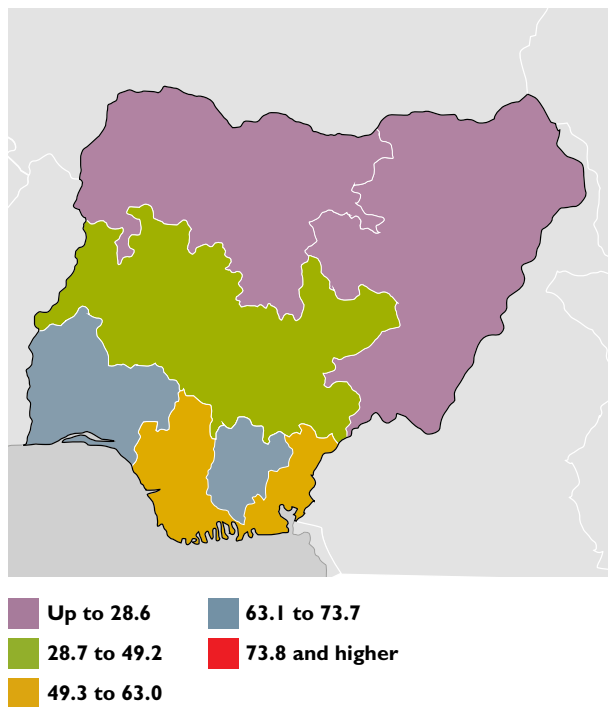 Up to 28.6
28.7 to 49.2
49.3 to 63.0
63.1 to 73.7
73.8 and higher